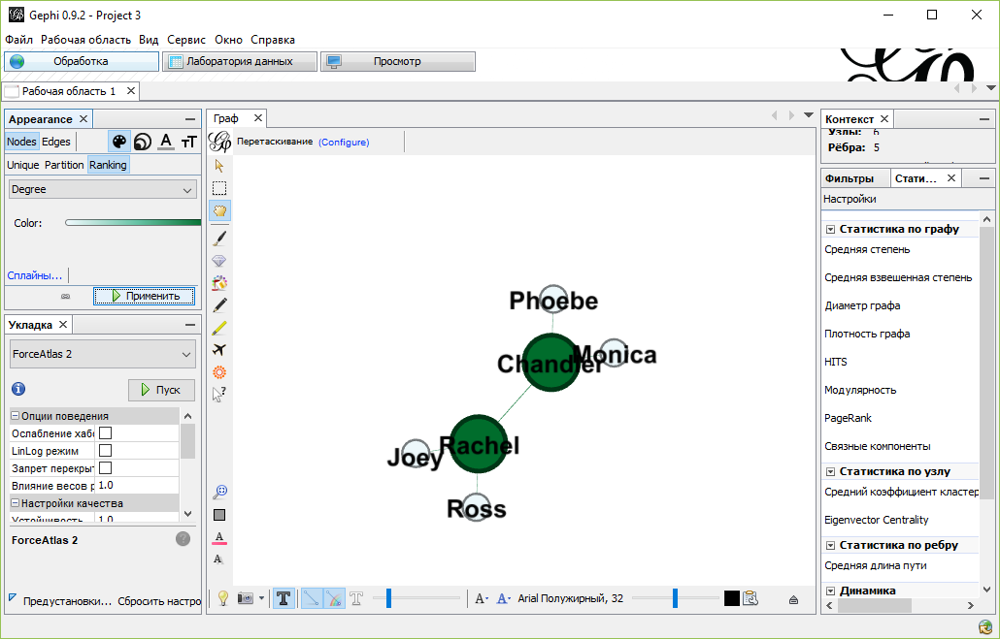 Gephi 0.9.2 - Project 3
Файл Рабочая область Вид Сервис Окно Справка
Обработка Лаборатория данных Просмотр
Рабочая область 1
Appearance
Nodes Edges
Unique Partition Ranking
Degree
Color:
Сплайны...
Применить
Укладка
ForceAtlas 2
Пуск
Опции поведения
Ослабление хабо
LinLog режим
Запрет перекрыт
Влияние весов р 1.0
Настройки качества
Устойчивость 1.0
ForceAtlas 2
Предустановки... Сбросить настро
Граф
Перетаскивание (Configure)
Phoebe
Monica
Chandler
Rachel
Joey
Ross
Arial Полужирный, 32
Контекст
Узлы: 6
Рёбра: 5
Фильтры Стати...
Настройки
Статистика по графу
Средняя степень
Средняя взвешенная степень
Диаметр графа
Плотность графа
HITS
Модулярность
PageRank
Связные компоненты
Статистика по узлу
Средний коэффициент кластер
Eigenvector Centrality
Статистика по ребру
Средняя длина пути
Динамика